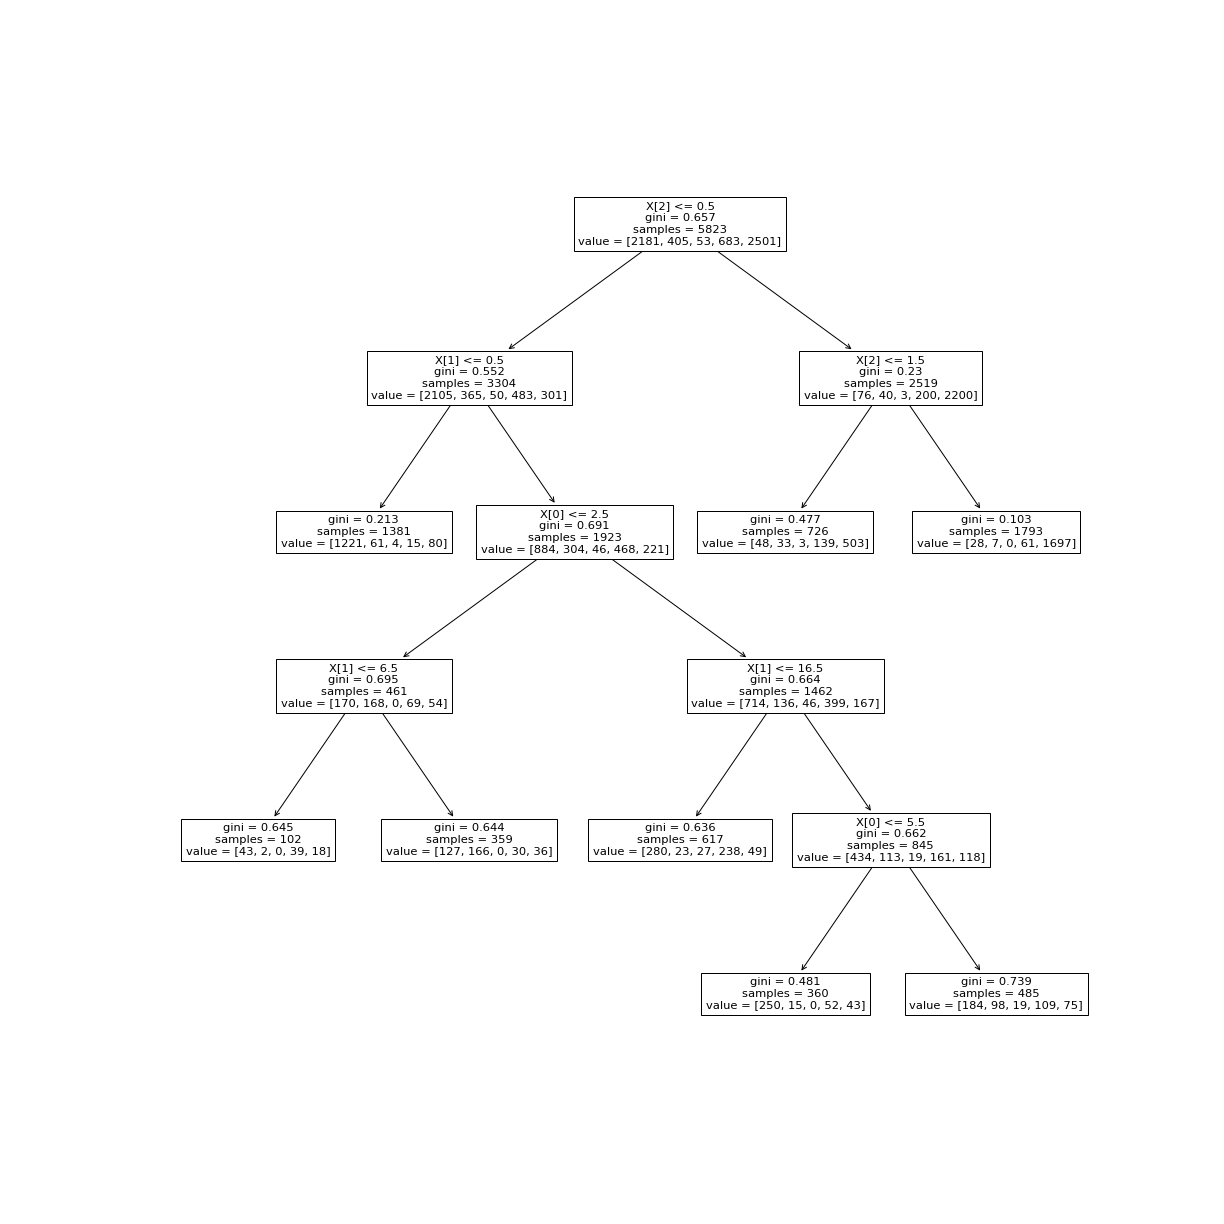 X[2] <= 0.5
gini = 0.657
samples = 5823
value = [2181, 405, 53, 683, 2501]
X[1] <= 0.5
gini = 0.552
samples = 3304
value = [2105, 365, 50, 483, 301]
X[2] <= 1.5
gini = 0.23
samples = 2519
value = [76, 40, 3, 200, 2200]
gini = 0.213
samples = 1381
value = [1221, 61, 4, 15, 80]
X[0] <= 2.5
gini = 0.691
samples = 1923
value = [884, 304, 46, 468, 221]
gini = 0.477
samples = 726
value = [48, 33, 3, 139, 503]
gini = 0.103
samples = 1793
value = [28, 7, 0, 61, 1697]
X[1] <= 6.5
gini = 0.695
samples = 461
value = [170, 168, 0, 69, 54]
X[1] <= 16.5
gini = 0.664
samples = 1462
value = [714, 136, 46, 399, 167]
gini = 0.645
samples = 102
value = [43, 2, 0, 39, 18]
gini = 0.644
samples = 359
value = [127, 166, 0, 30, 36]
gini = 0.636
samples = 617
value = [280, 23, 27, 238, 49]
X[0] <= 5.5
gini = 0.662
samples = 845
value = [434, 113, 19, 161, 118]
gini = 0.481
samples = 360
value = [250, 15, 0, 52, 43]
gini = 0.739
samples = 485
value = [184, 98, 19, 109, 75]